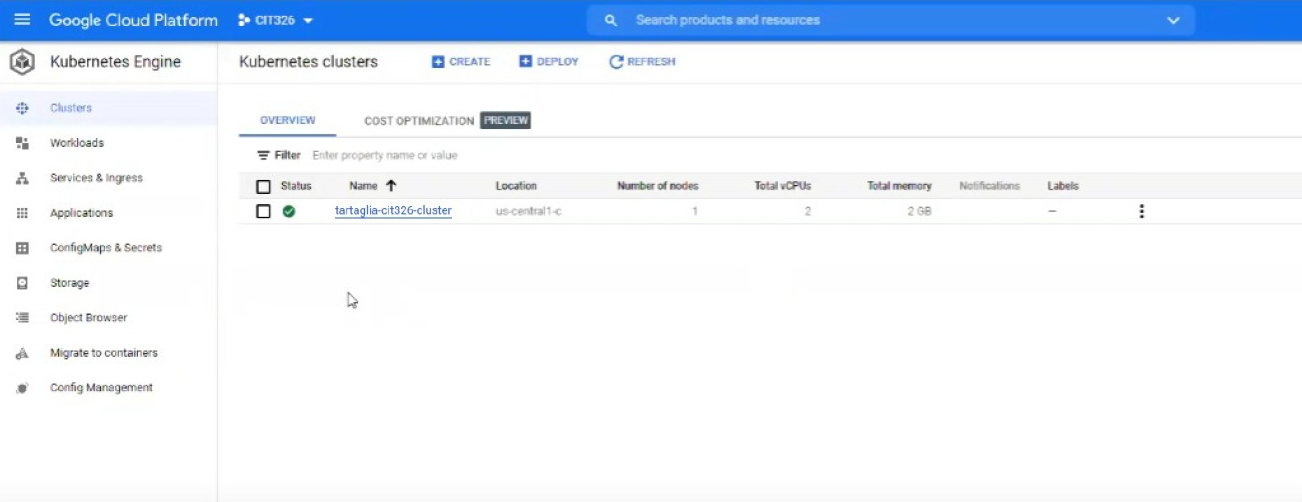 Google Cloud Platform CIT326 Search products and resources
Kubernetes Engine Kubernetes clusters CREATE DEPLOY REFRESH
Clusters
OVERVIEW COST OPTIMIZATION PREVIEW
Workloads
Filter Enter property name or value
Services & Ingress
Status Name Location Number of nodes Total vCPUs Total memory Notifications Labels
Applications
tartaglia-cit326-cluster us-central1-c 1 2 2 GB –
ConfigMaps & Secrets
Storage
Object Browser
Migrate to containers
Config Management